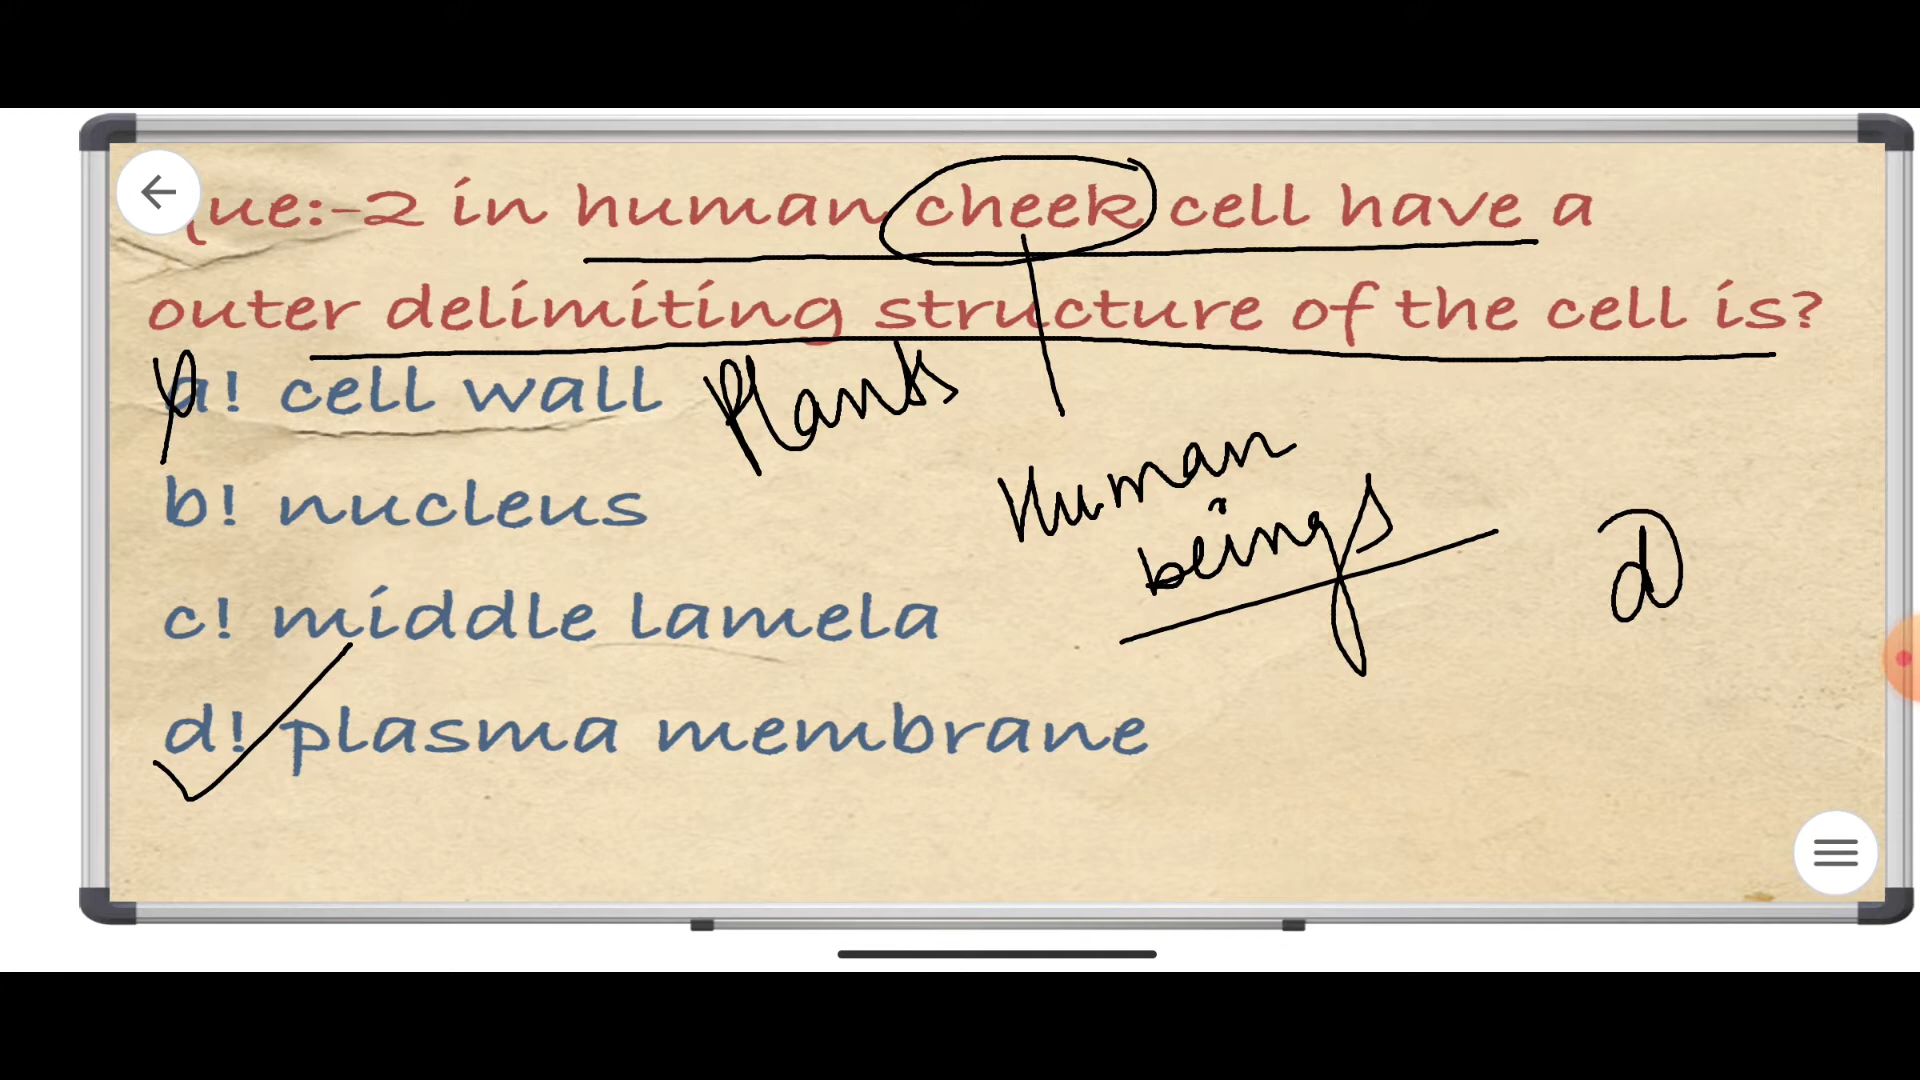 que:-2 in human cheek cell have a
outer delimiting structure of the cell is?
a! cell wall
Plants
b! nucleus
Human
beings
c! middle lamela
d
d! plasma membrane